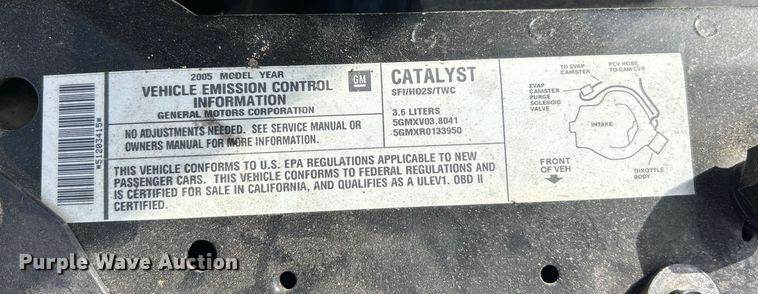 2005 MODEL YEAR
VEHICLE EMISSION CONTROL
INFORMATION
GENERAL MOTORS CORPORATION
GM
NO ADJUSTMENTS NEEDED. SEE SERVICE MANUAL OR
OWNERS MANUAL FOR MORE INFORMATION.
CATALYST
SFI/HO2S/TWC
3.6 LITERS
5GMXV03.8041
5GMXR0133950
THIS VEHICLE CONFORMS TO U.S. EPA REGULATIONS APPLICABLE TO NEW
PASSENGER CARS. THIS VEHICLE CONFORMS TO FEDERAL REGULATIONS AND
IS CERTIFIED FOR SALE IN CALIFORNIA, AND QUALIFIES AS A ULEV1. OBD II
CERTIFIED.
*51203415*
TO EVAP
CANISTER
PCV HOSE
TO CAM CVR
EVAP
CANISTER
PURGE
SOLENOID
VALVE
INTAKE
FRONT
OF VEH
THROTTLE
BODY
Purple Wave Auction